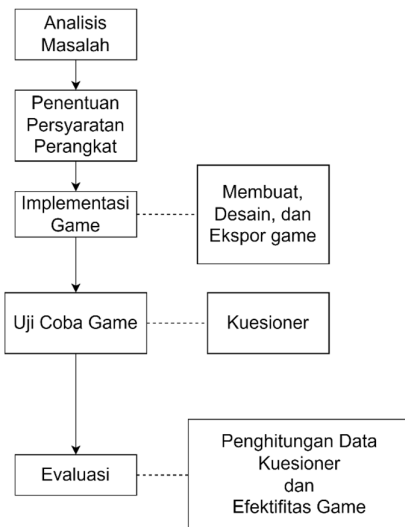 Analisis
Masalah
Penentuan
Persyaratan
Perangkat
Implementasi
Game
Membuat,
Desain, dan
Ekspor game
Uji Coba Game
Kuesioner
Evaluasi
Penghitungan Data
Kuesioner
dan
Efektifitas Game